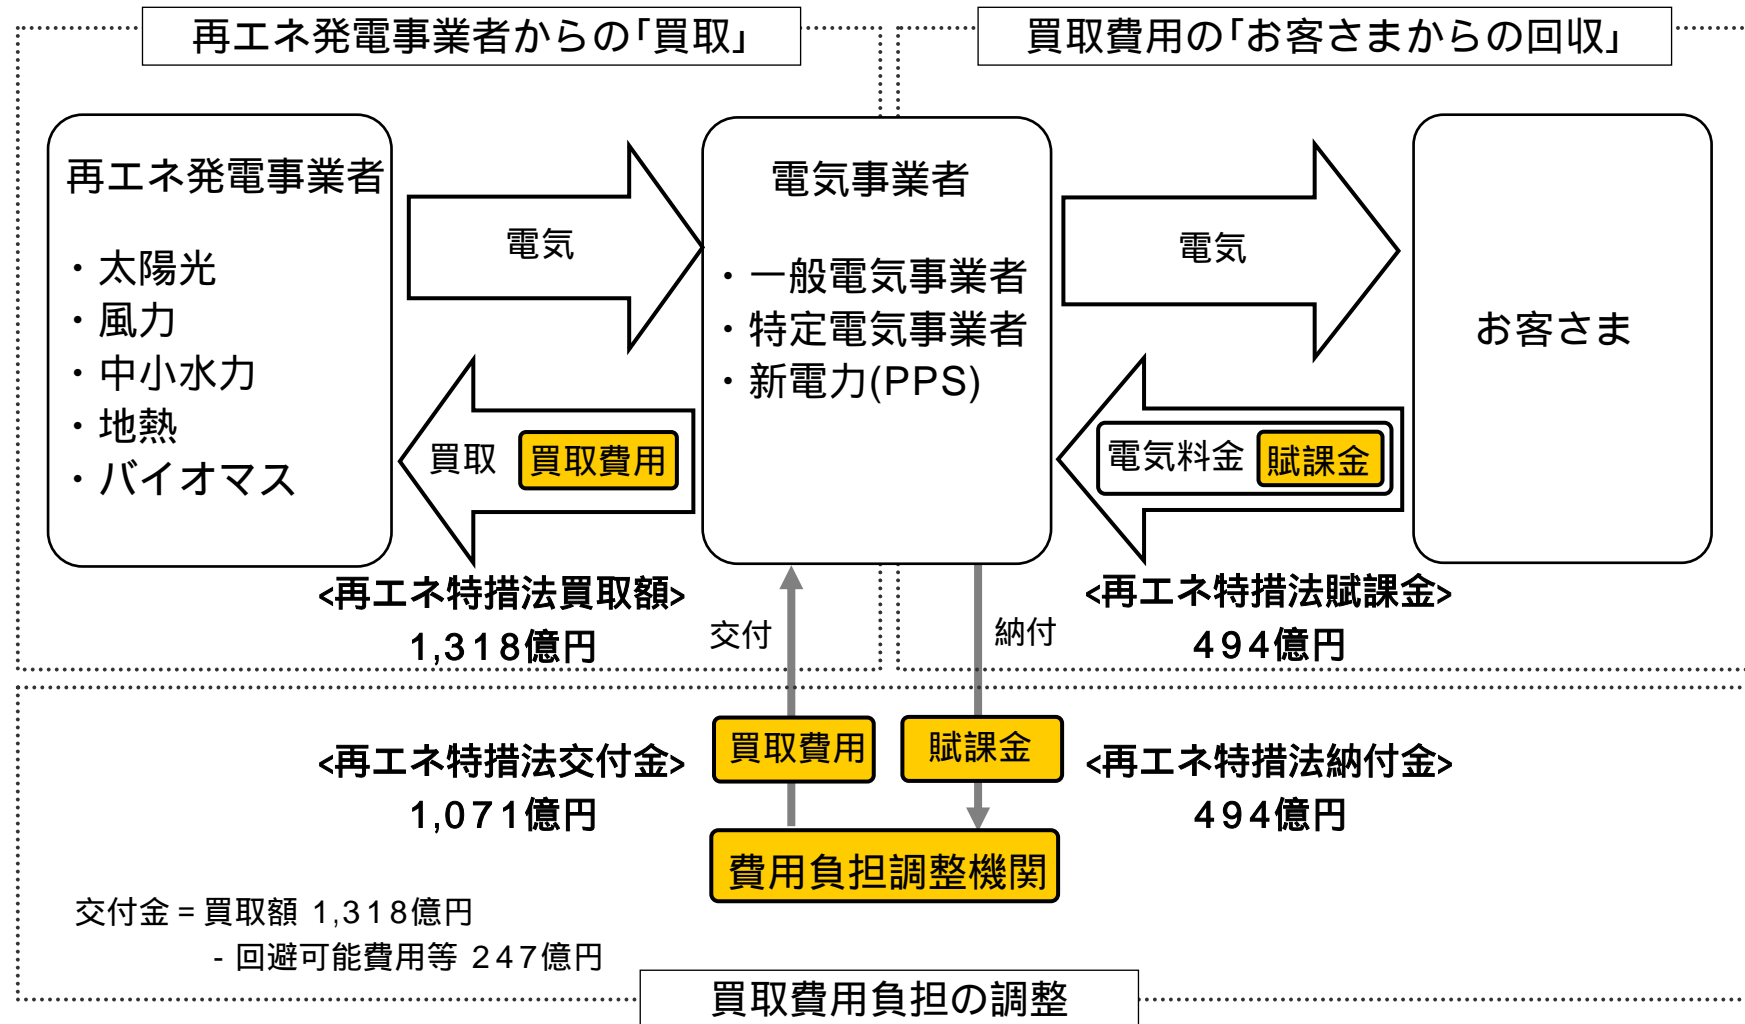 再エネ発電事業者からの「買取」
買取費用の「お客さまからの回収」
再エネ発電事業者
・太陽光
・風力
・中小水力
・地熱
・バイオマス
電気
買取
買取費用
電気事業者
・一般電気事業者
・特定電気事業者
・新電力(PPS)
電気
電気料金
賦課金
お客さま
<再エネ特措法買取額>
1,318億円
交付
納付
<再エネ特措法賦課金>
494億円
<再エネ特措法交付金>
1,071億円
買取費用
賦課金
<再エネ特措法納付金>
494億円
費用負担調整機関
交付金 = 買取額 1,318億円
- 回避可能費用等 247億円
買取費用負担の調整